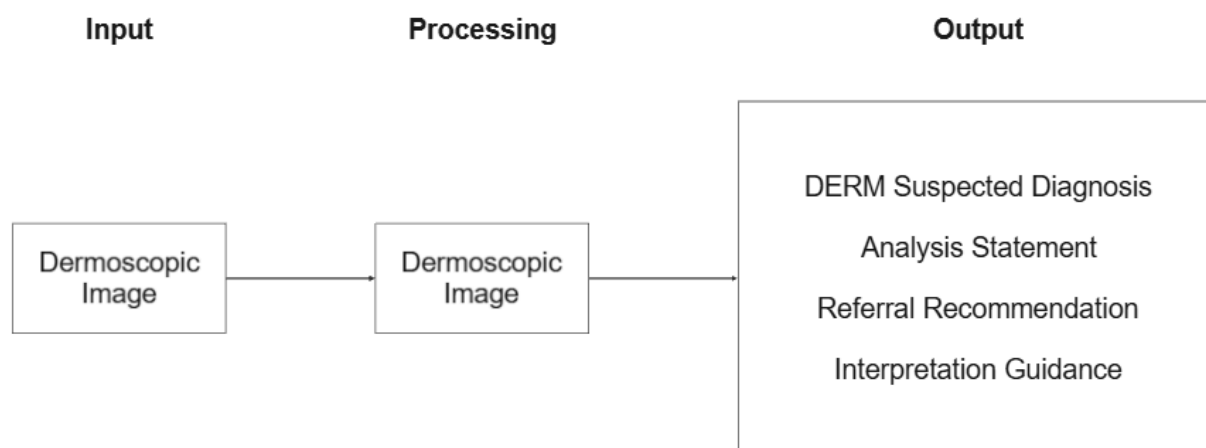 Input
Processing
Output
Dermoscopic
Image
Dermoscopic
Image
DERM Suspected Diagnosis
Analysis Statement
Referral Recommendation
Interpretation Guidance